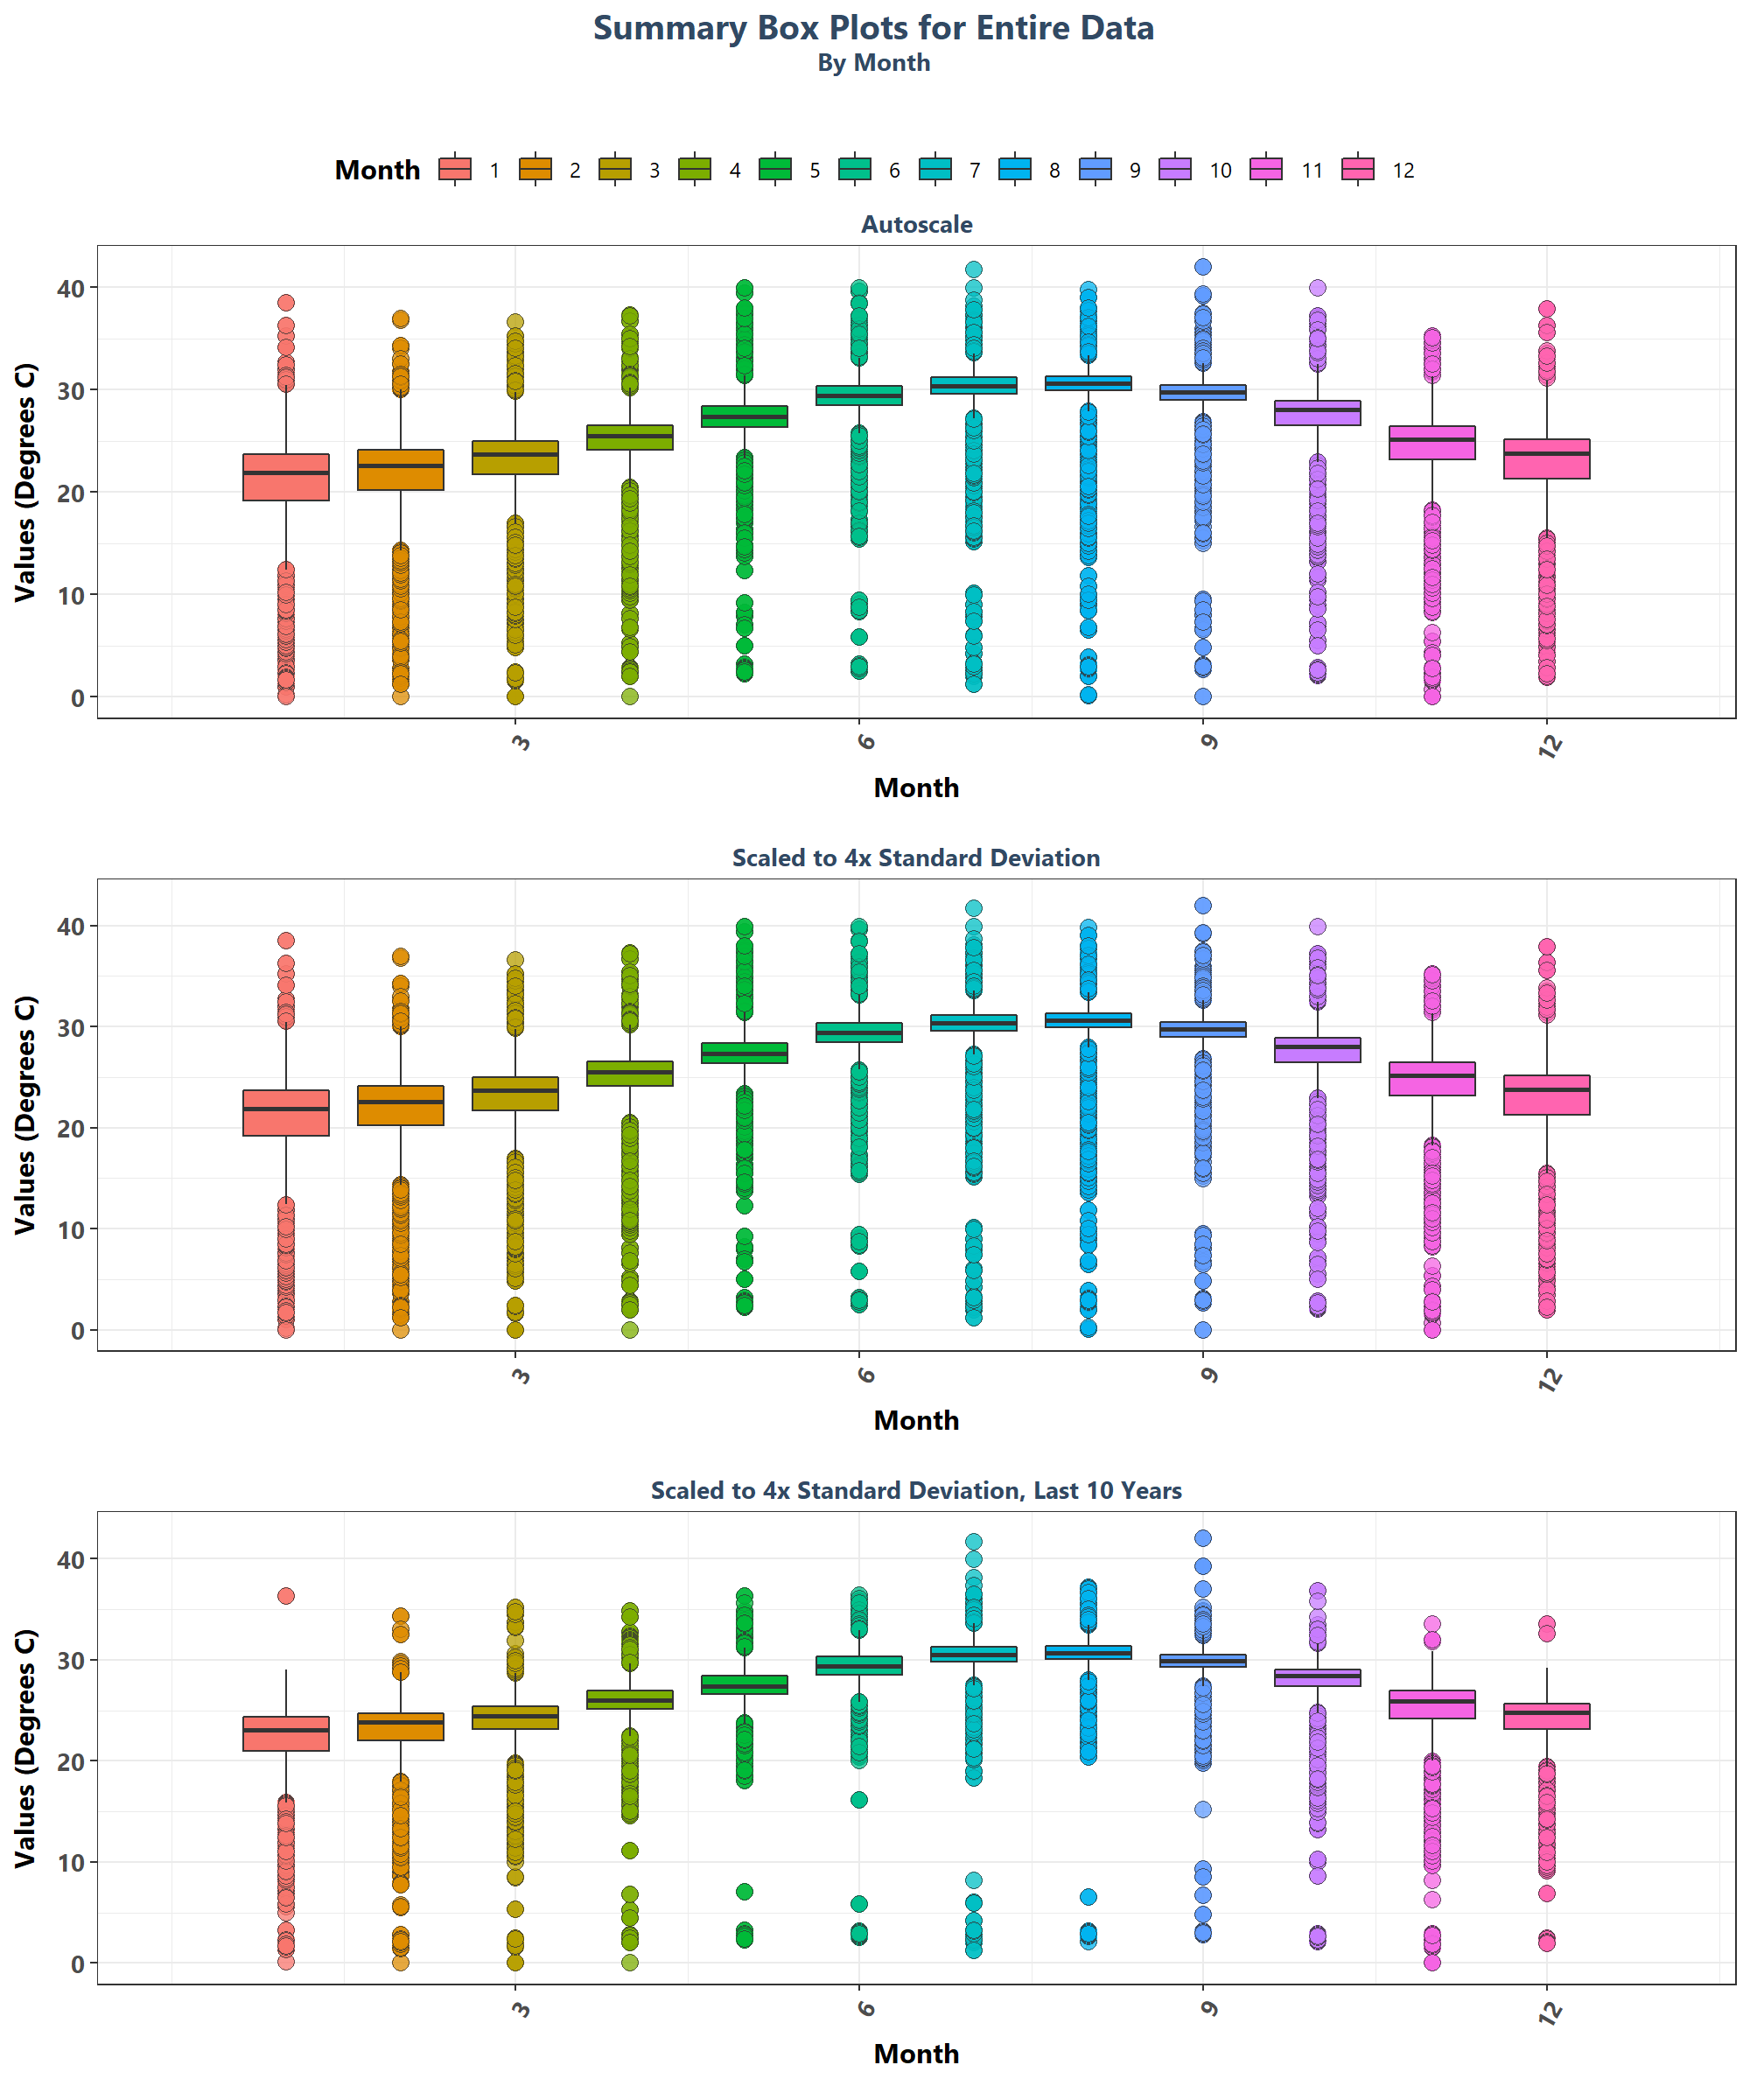 Summary Box Plots for Entire Data
By Month
Month 1 2 3 4 5 6 7 8 9 10 11 12
Autoscale
Values (Degrees C)
40
30
20
10
0
3 6 9 12
Month
Scaled to 4x Standard Deviation
Values (Degrees C)
40
30
20
10
0
3 6 9 12
Month
Scaled to 4x Standard Deviation, Last 10 Years
Values (Degrees C)
40
30
20
10
0
3 6 9 12
Month